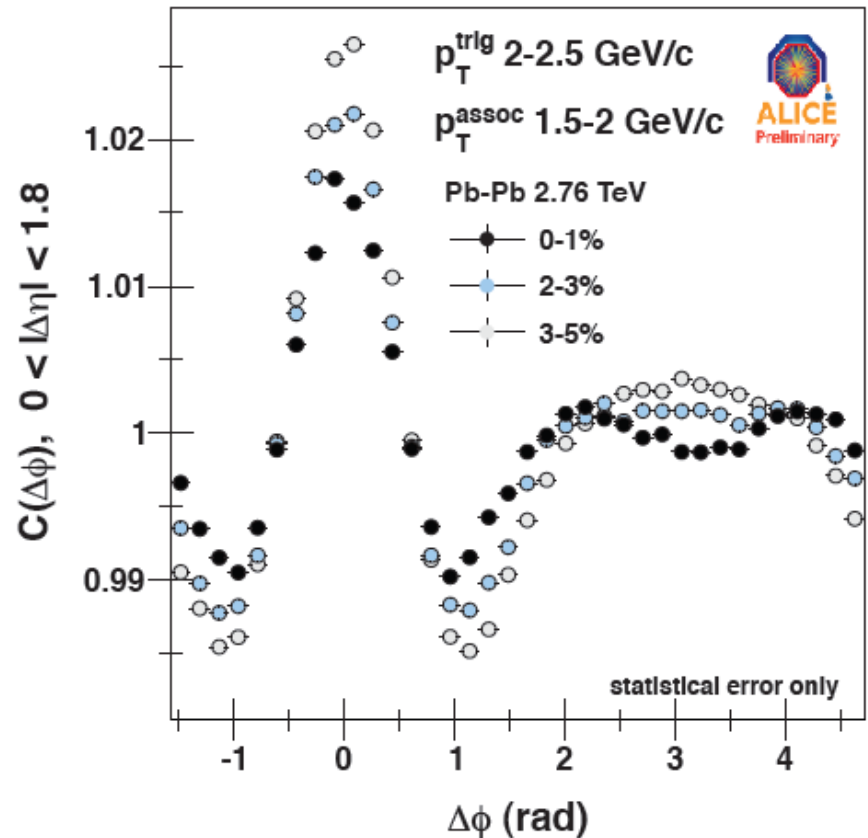 p_T^trig 2-2.5 GeV/c
p_T^assoc 1.5-2 GeV/c
ALICE
Preliminary
Pb-Pb 2.76 TeV
0-1%
2-3%
3-5%
statistical error only
C(Δϕ), 0 < |Δη| < 1.8
1.02
1.01
1
0.99
-1 0 1 2 3 4
Δϕ (rad)